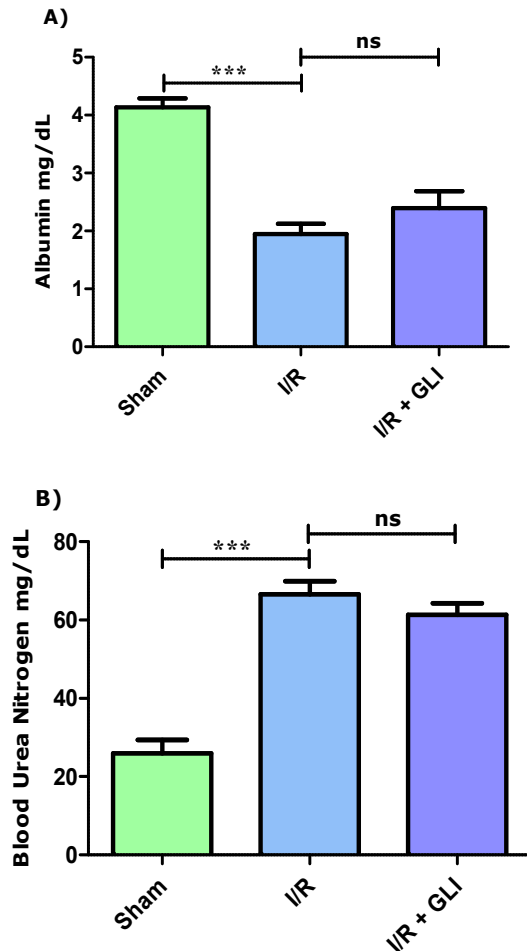 A)
Albumin mg/dL
5
4
3
2
1
0
***
ns
Sham
I/R
I/R + GLI
B)
Blood Urea Nitrogen mg/dL
80
60
40
20
0
***
ns
Sham
I/R
I/R + GLI